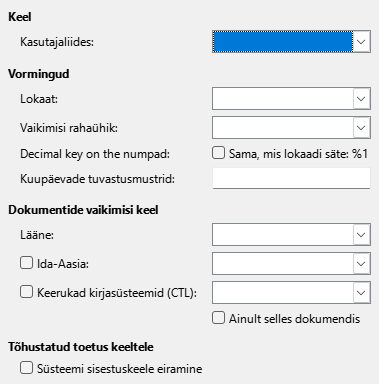 Keel
Kasutajaliides:
Vormingud
Lokaat:
Vaikimisi rahaühik:
Decimal key on the numpad: Sama, mis lokaadi säte: %1
Kuupäevade tuvastusmustrid:
Dokumentide vaikimisi keel
Lääne:
Ida-Aasia:
Keerukad kirjasüsteemid (CTL):
Ainult selles dokumendis
Tõhustatud toetus keeltele
Süsteemi sisestuskeele eiramine